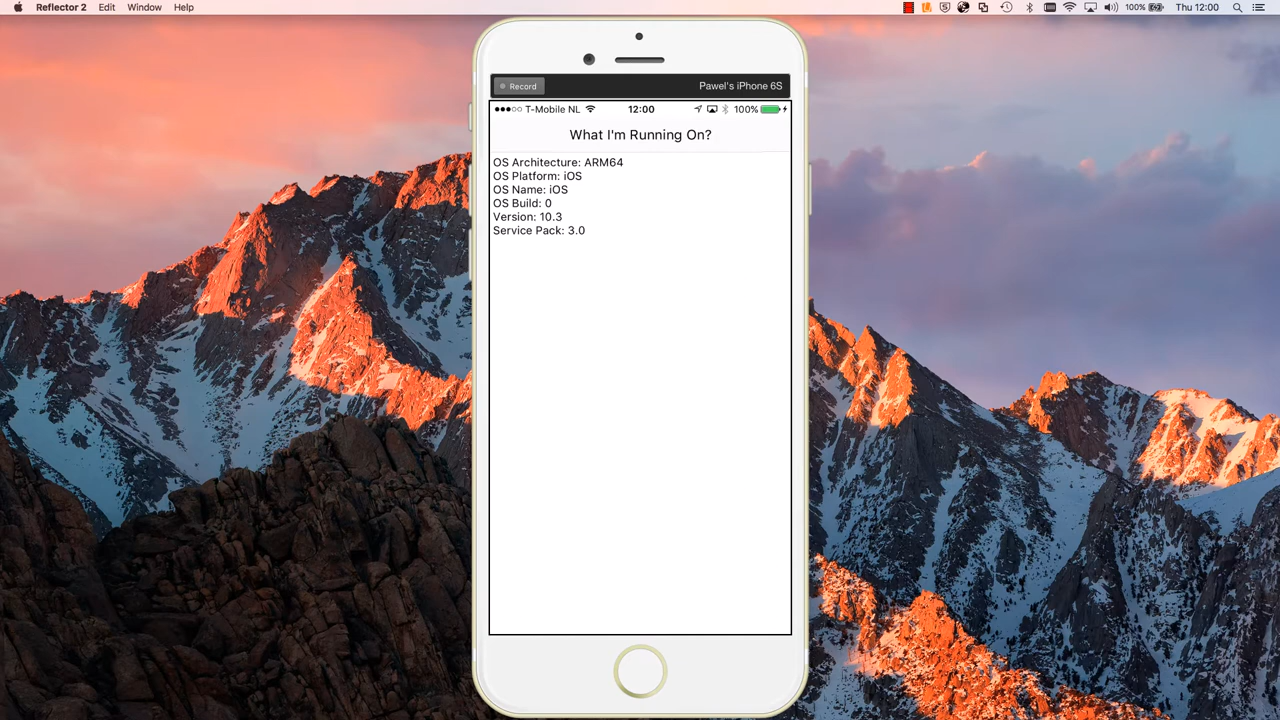 Reflector 2 Edit Window Help 100% Thu 12:00
Record Pawel's iPhone 6S
T-Mobile NL 12:00 100%
What I'm Running On?
OS Architecture: ARM64
OS Platform: iOS
OS Name: iOS
OS Build: 0
Version: 10.3
Service Pack: 3.0